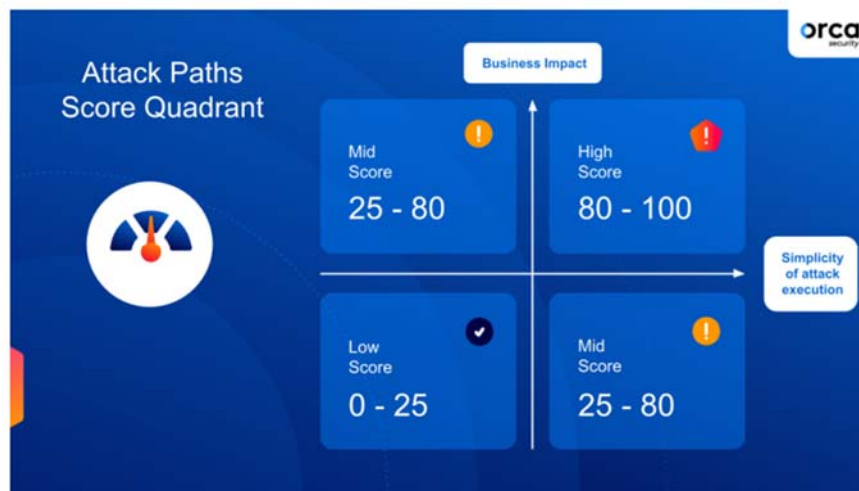 orca
security
Attack Paths
Score Quadrant
Business Impact
Mid
Score
25 - 80
High
Score
80 - 100
Simplicity
of attack
execution
Low
Score
0 - 25
Mid
Score
25 - 80